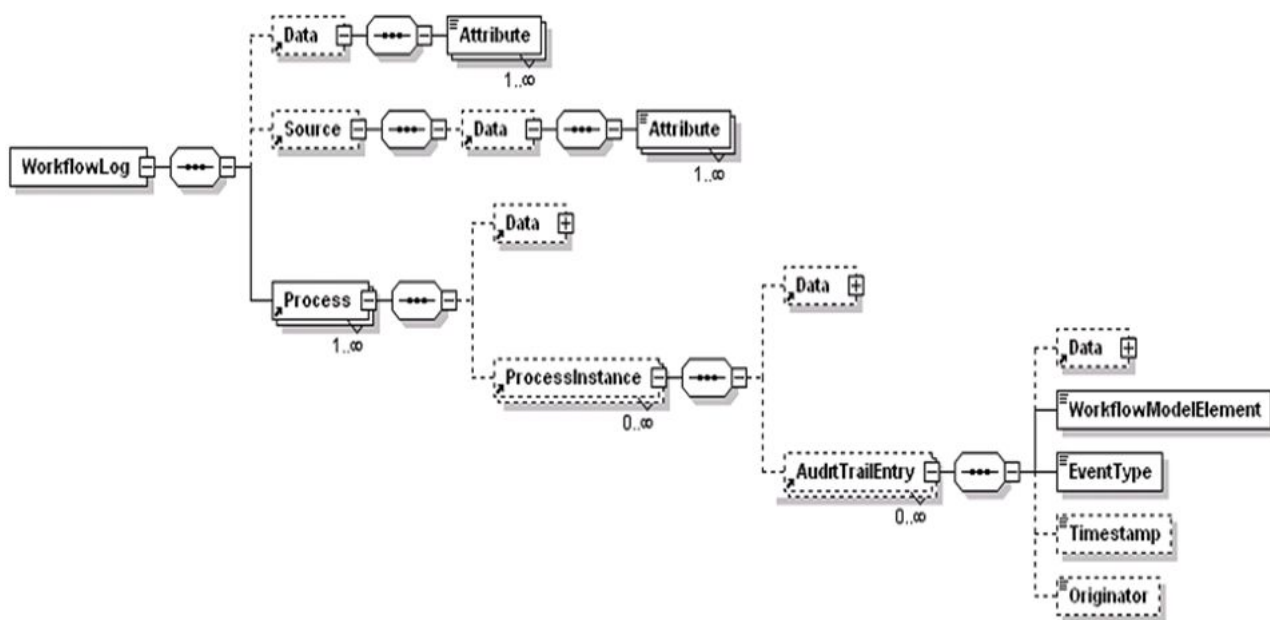 Data
Attribute
1..∞
Source
Data
Attribute
1..∞
WorkflowLog
Data
Process
1..∞
Data
ProcessInstance
0..∞
Data
WorkflowModelElement
AuditTrailEntry
0..∞
EventType
Timestamp
Originator